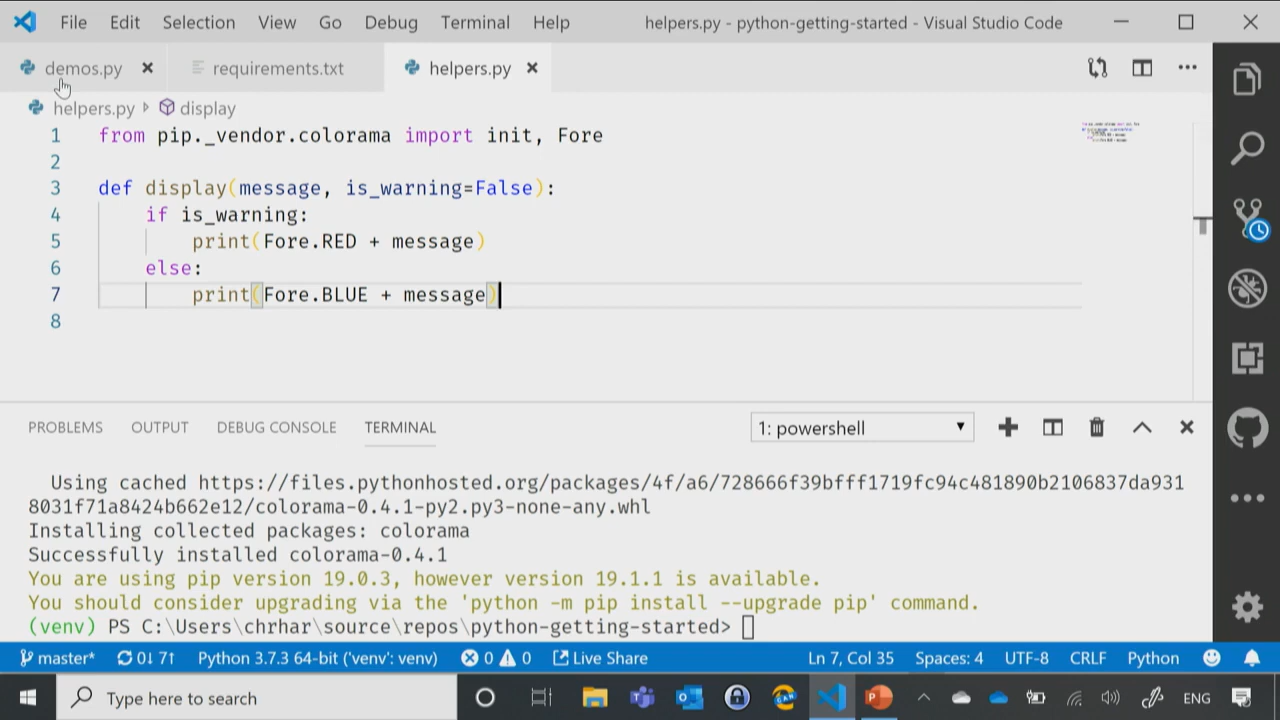 File Edit Selection View Go Debug Terminal Help helpers.py - python-getting-started - Visual Studio Code
demos.py requirements.txt helpers.py
helpers.py display
1 from pip._vendor.colorama import init, Fore
2
3 def display(message, is_warning=False):
4 if is_warning:
5 print(Fore.RED + message)
6 else:
7 print(Fore.BLUE + message)
8
PROBLEMS OUTPUT DEBUG CONSOLE TERMINAL 1: powershell
Using cached https://files.pythonhosted.org/packages/4f/a6/728666f39bfff1719fc94c481890b2106837da931
8031f71a8424b662e12/colorama-0.4.1-py2.py3-none-any.whl
Installing collected packages: colorama
Successfully installed colorama-0.4.1
You are using pip version 19.0.3, however version 19.1.1 is available.
You should consider upgrading via the 'python -m pip install --upgrade pip' command.
(venv) PS C:\Users\chrhar\source\repos\python-getting-started>
master* 0↓ 7↑ Python 3.7.3 64-bit ('venv': venv) 0 0 Live Share Ln 7, Col 35 Spaces: 4 UTF-8 CRLF Python
Type here to search ENG